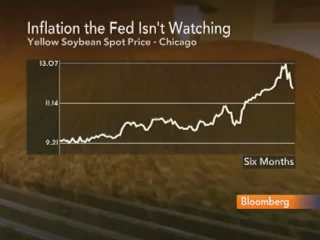 Inflation the Fed Isn't Watching
Yellow Soybean Spot Price - Chicago
13.07
11.14
9.21
Six Months
Bloomberg